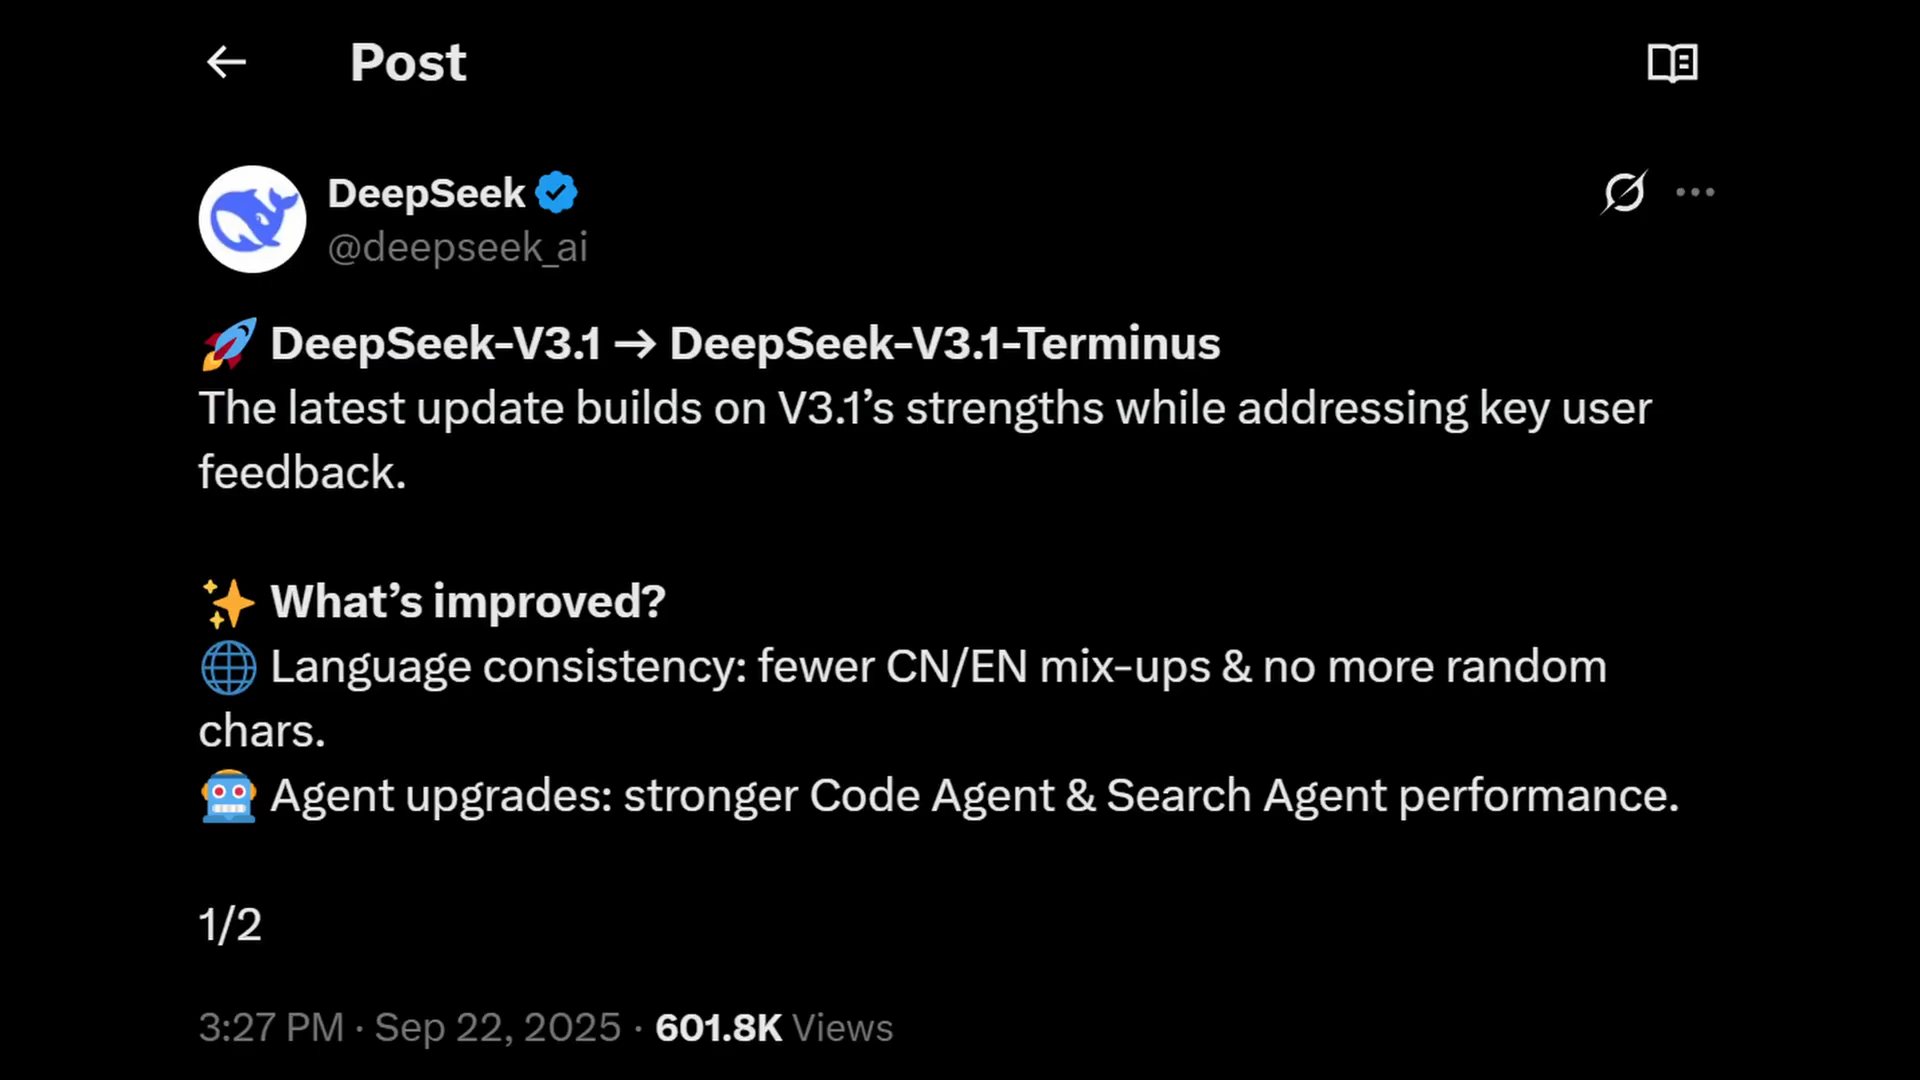 Post
DeepSeek
@deepseek_ai
🚀 DeepSeek-V3.1 → DeepSeek-V3.1-Terminus
The latest update builds on V3.1’s strengths while addressing key user
feedback.
✨ What’s improved?
🌐 Language consistency: fewer CN/EN mix-ups & no more random
chars.
🤖 Agent upgrades: stronger Code Agent & Search Agent performance.
1/2
3:27 PM · Sep 22, 2025 · 601.8K Views